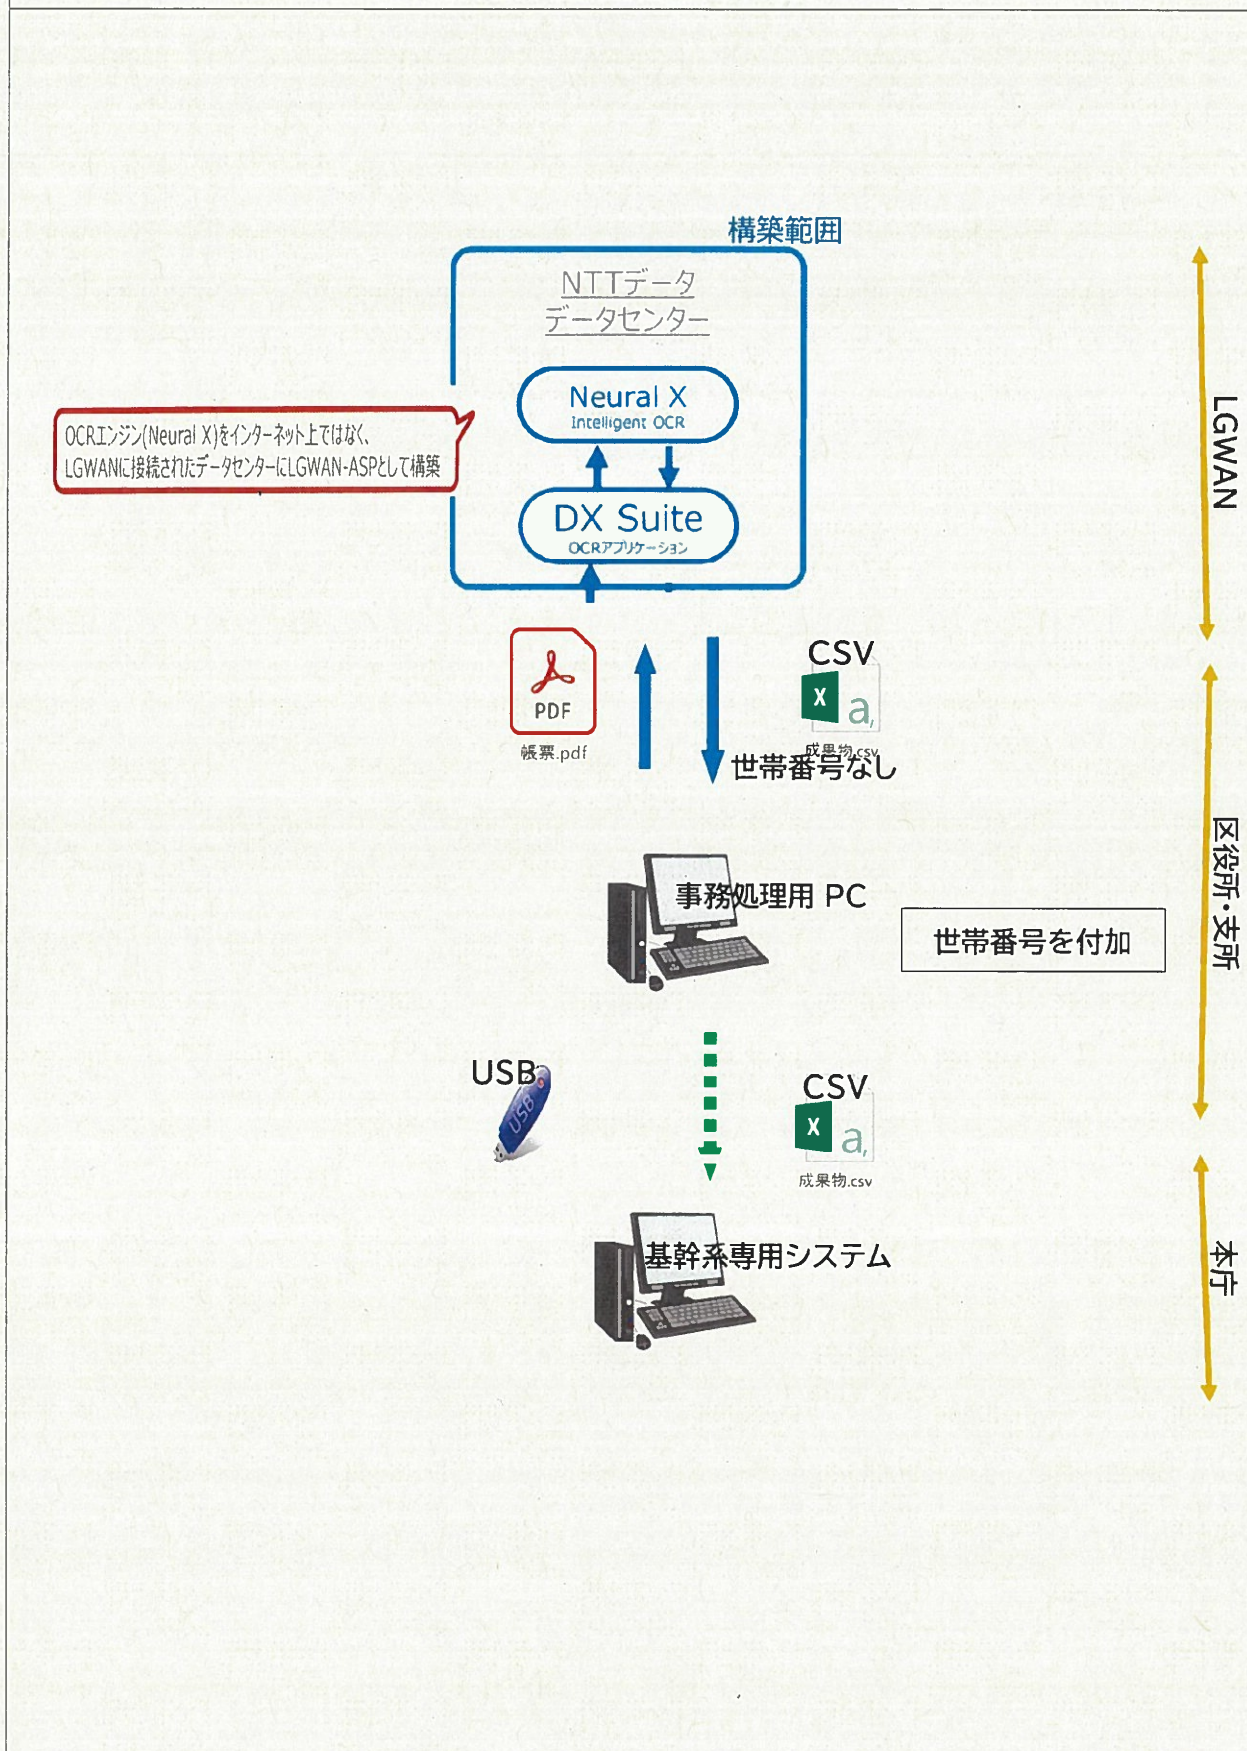 構築範囲
NTTデータ
データセンター
Neural X
Intelligent OCR
OCRエンジン(Neural X)をインターネット上ではなく、
LGWANに接続されたデータセンターにLGWAN-ASPとして構築
DX Suite
OCRアプリケーション
LGWAN
PDF
帳票.pdf
CSV
X a,
成果物.csv
世帯番号なし
事務処理用 PC
世帯番号を付加
区役所・支所
USB
USB
CSV
X a,
成果物.csv
基幹系専用システム
本庁